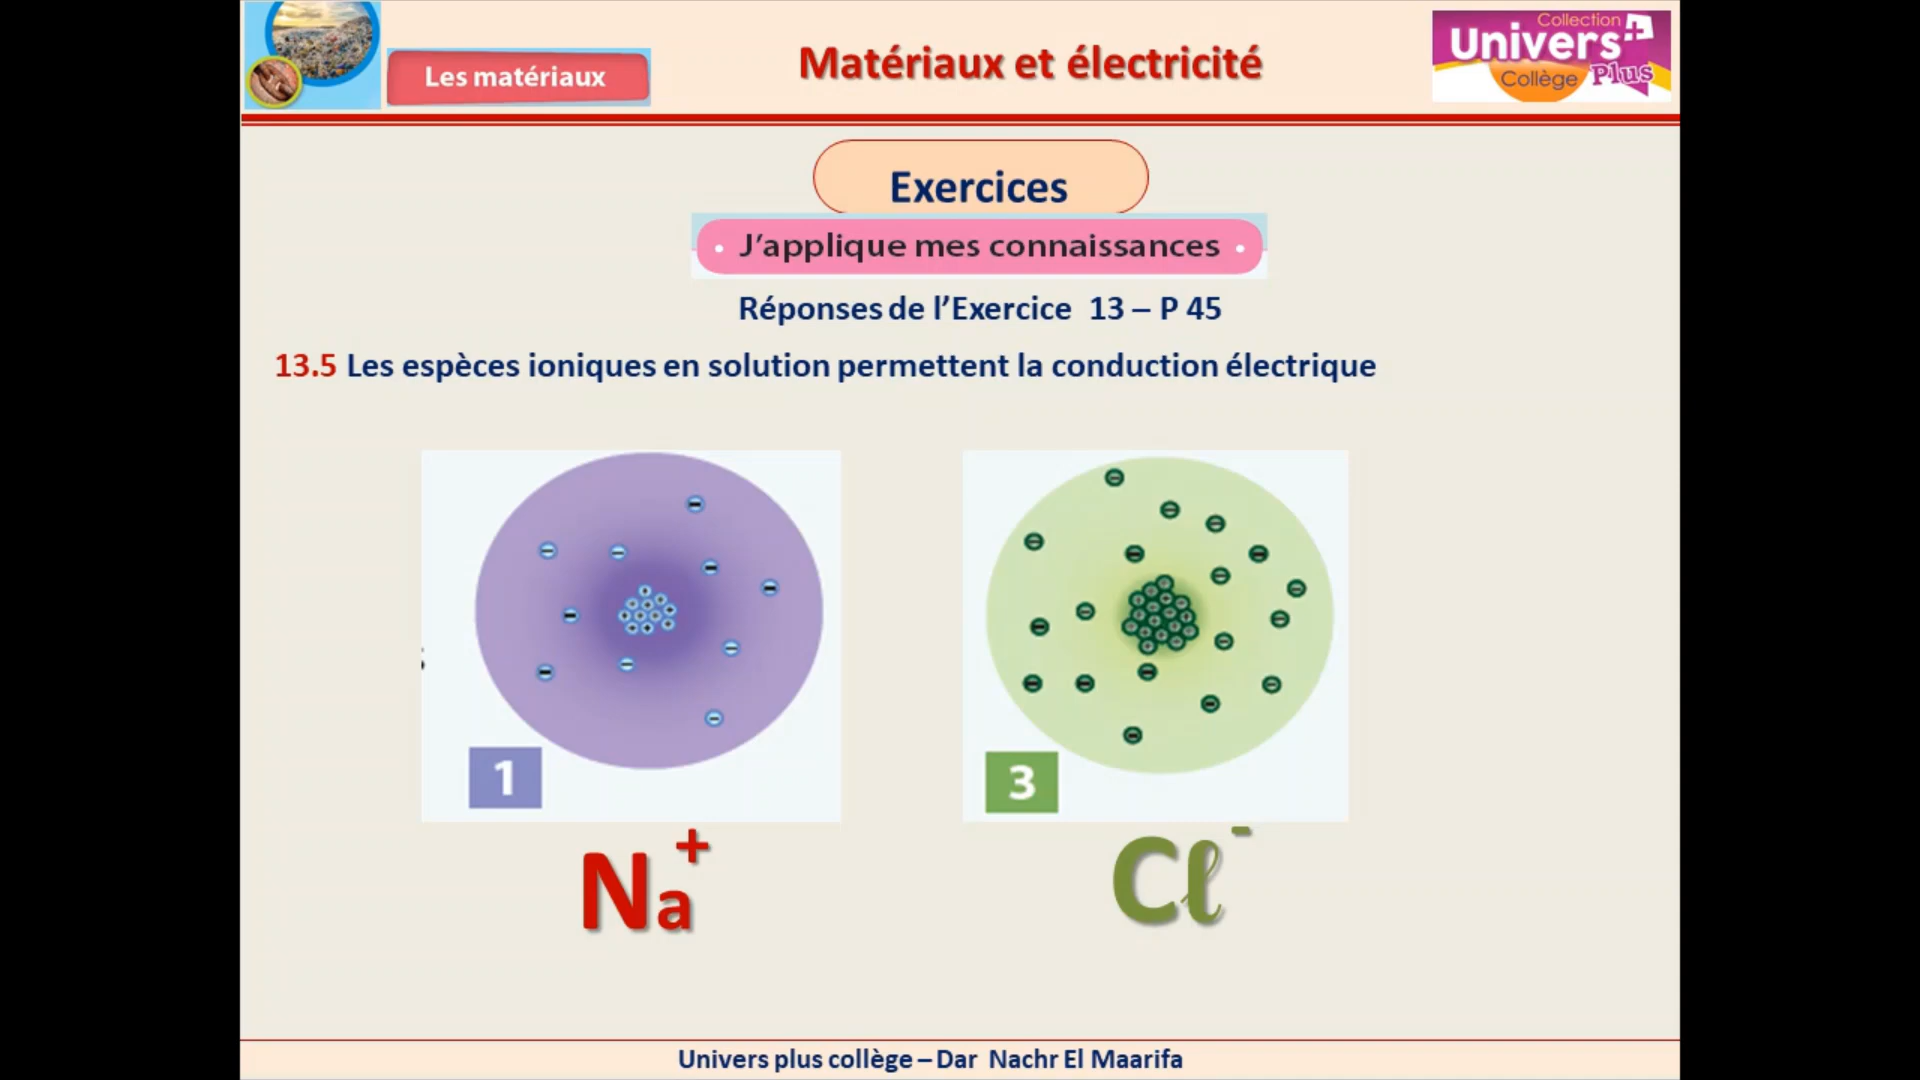 Les matériaux
Matériaux et électricité
Collection
Univers
Collège Plus
Exercices
• J'applique mes connaissances •
Réponses de l'Exercice 13 – P 45
13.5 Les espèces ioniques en solution permettent la conduction électrique
1
3
Na+
Cℓ-
Univers plus collège – Dar Nachr El Maarifa